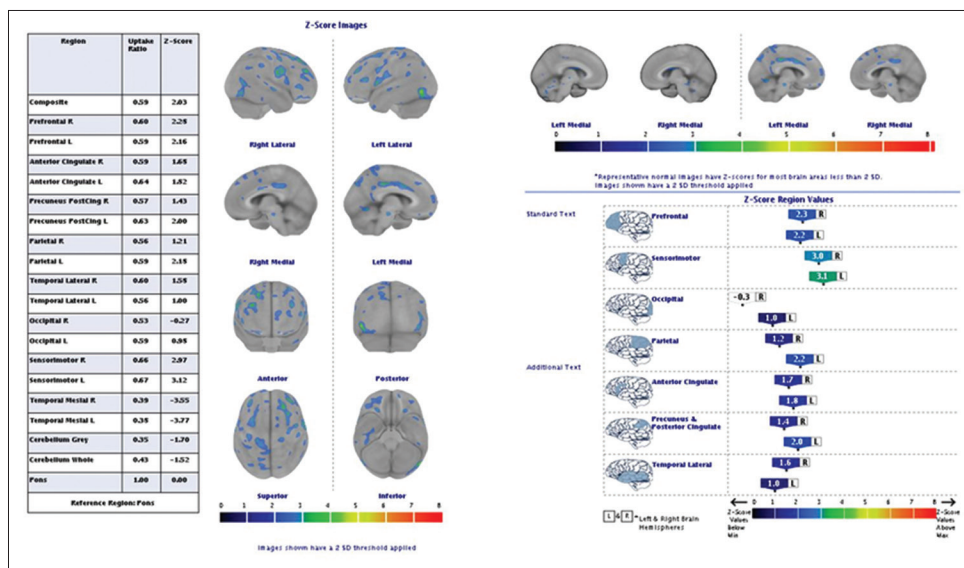 Region Uptake Ratio Z-Score
Composite 0.59 2.03
Prefrontal R 0.60 2.28
Prefrontal L 0.59 2.16
Anterior Cingulate R 0.59 1.68
Anterior Cingulate L 0.64 1.82
Precuneus PostCing R 0.57 1.43
Precuneus PostCing L 0.63 2.00
Parietal R 0.56 1.21
Parietal L 0.59 2.18
Temporal Lateral R 0.60 1.58
Temporal Lateral L 0.56 1.00
Occipital R 0.53 -0.27
Occipital L 0.59 0.98
Sensorimotor R 0.66 2.97
Sensorimotor L 0.67 3.12
Temporal Mesial R 0.39 -3.55
Temporal Mesial L 0.38 -3.77
Cerebellum Grey 0.35 -1.70
Cerebellum Whole 0.43 -1.52
Pons 1.00 0.00
Reference Region: Pons
Z-Score Images
Right Lateral Left Lateral
Right Medial Left Medial
Anterior Posterior
Superior Inferior
0 1 2 3 4 5 6 7 8
Images shown have a 2 SD threshold applied
Left Medial Right Medial Left Medial Right Medial
0 1 2 3 4 5 6 7 8
*Representative normal images have Z-scores for most brain areas less than 2 SD.
Images shown have a 2 SD threshold applied
Z-Score Region Values
Standard Text
Prefrontal 2.3 R
2.2 L
Sensorimotor 3.0 R
3.1 L
Occipital -0.3 R
1.0 L
Parietal 1.2 R
2.2 L
Additional Text
Anterior Cingulate 1.7 R
1.8 L
Precuneus &
Posterior Cingulate 1.4 R
2.0 L
Temporal Lateral 1.6 R
1.0 L
L & R = Left & Right Brain
Hemispheres
Z-Score
Values
Below
Min
0 1 2 3 4 5 6 7 8
Z-Score
Values
Above
Max